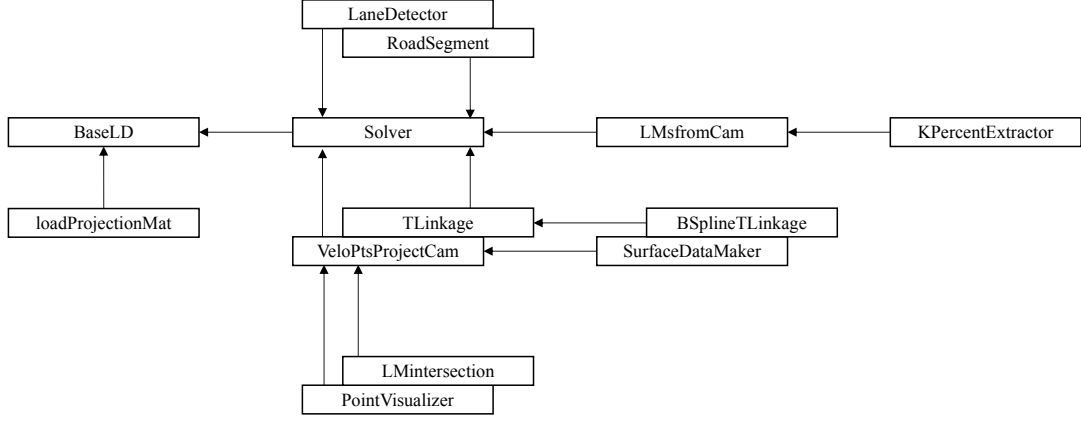 LaneDetector
RoadSegment
BaseLD
Solver
LMsfromCam
KPercentExtractor
loadProjectionMat
TLinkage
BSplineTLinkage
VeloPtsProjectCam
SurfaceDataMaker
LMintersection
PointVisualizer